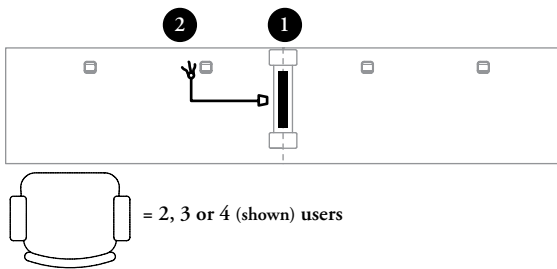 2 1
= 2, 3 or 4 (shown) users